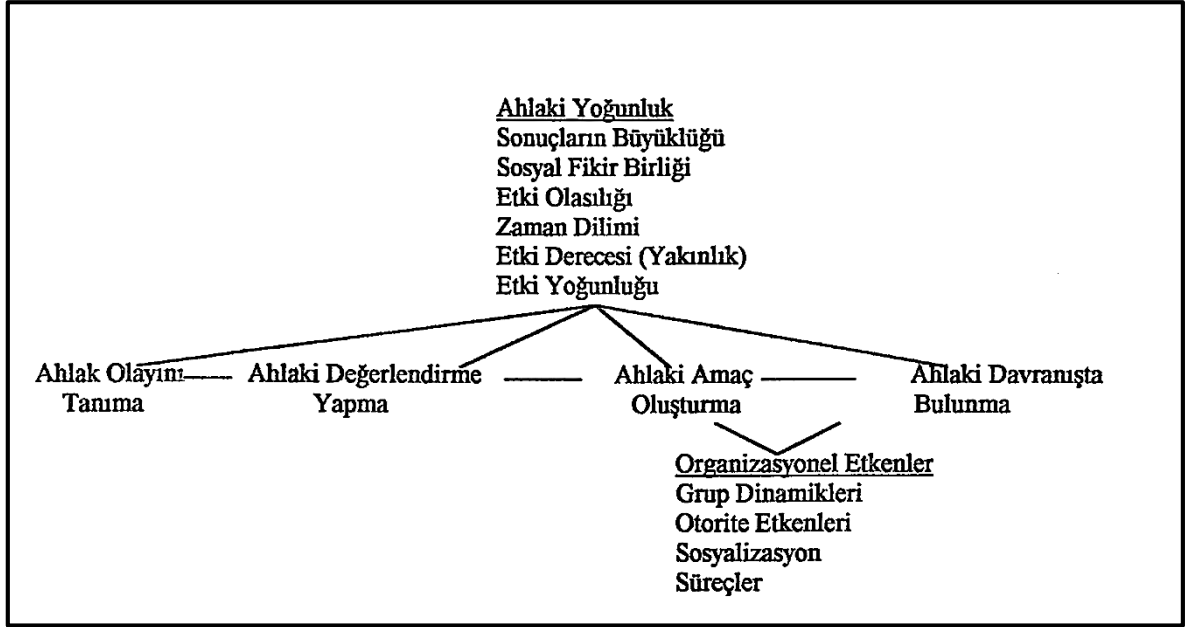 Ahlaki Yoğunluk
Sonuçların Büyüklüğü
Sosyal Fikir Birliği
Etki Olasılığı
Zaman Dilimi
Etki Derecesi (Yakınlık)
Etki Yoğunluğu
Ahlak Olayını
Tanıma
Ahlaki Değerlendirme
Yapma
Ahlaki Amaç
Oluşturma
Ahlaki Davranışta
Bulunma
Organizasyonel Etkenler
Grup Dinamikleri
Otorite Etkenleri
Sosyalizasyon
Süreçler